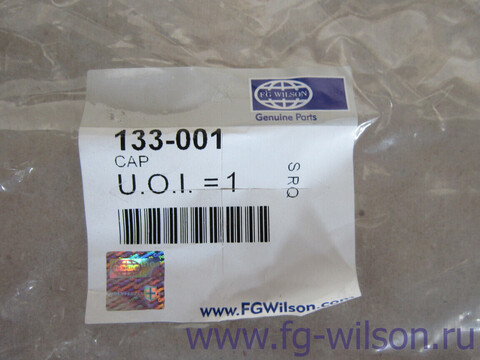 FG WILSON
Genuine Parts
133-001
CAP
U.O.I. = 1
SRQ
www.FGWilson.com
www.fg-wilson.ru